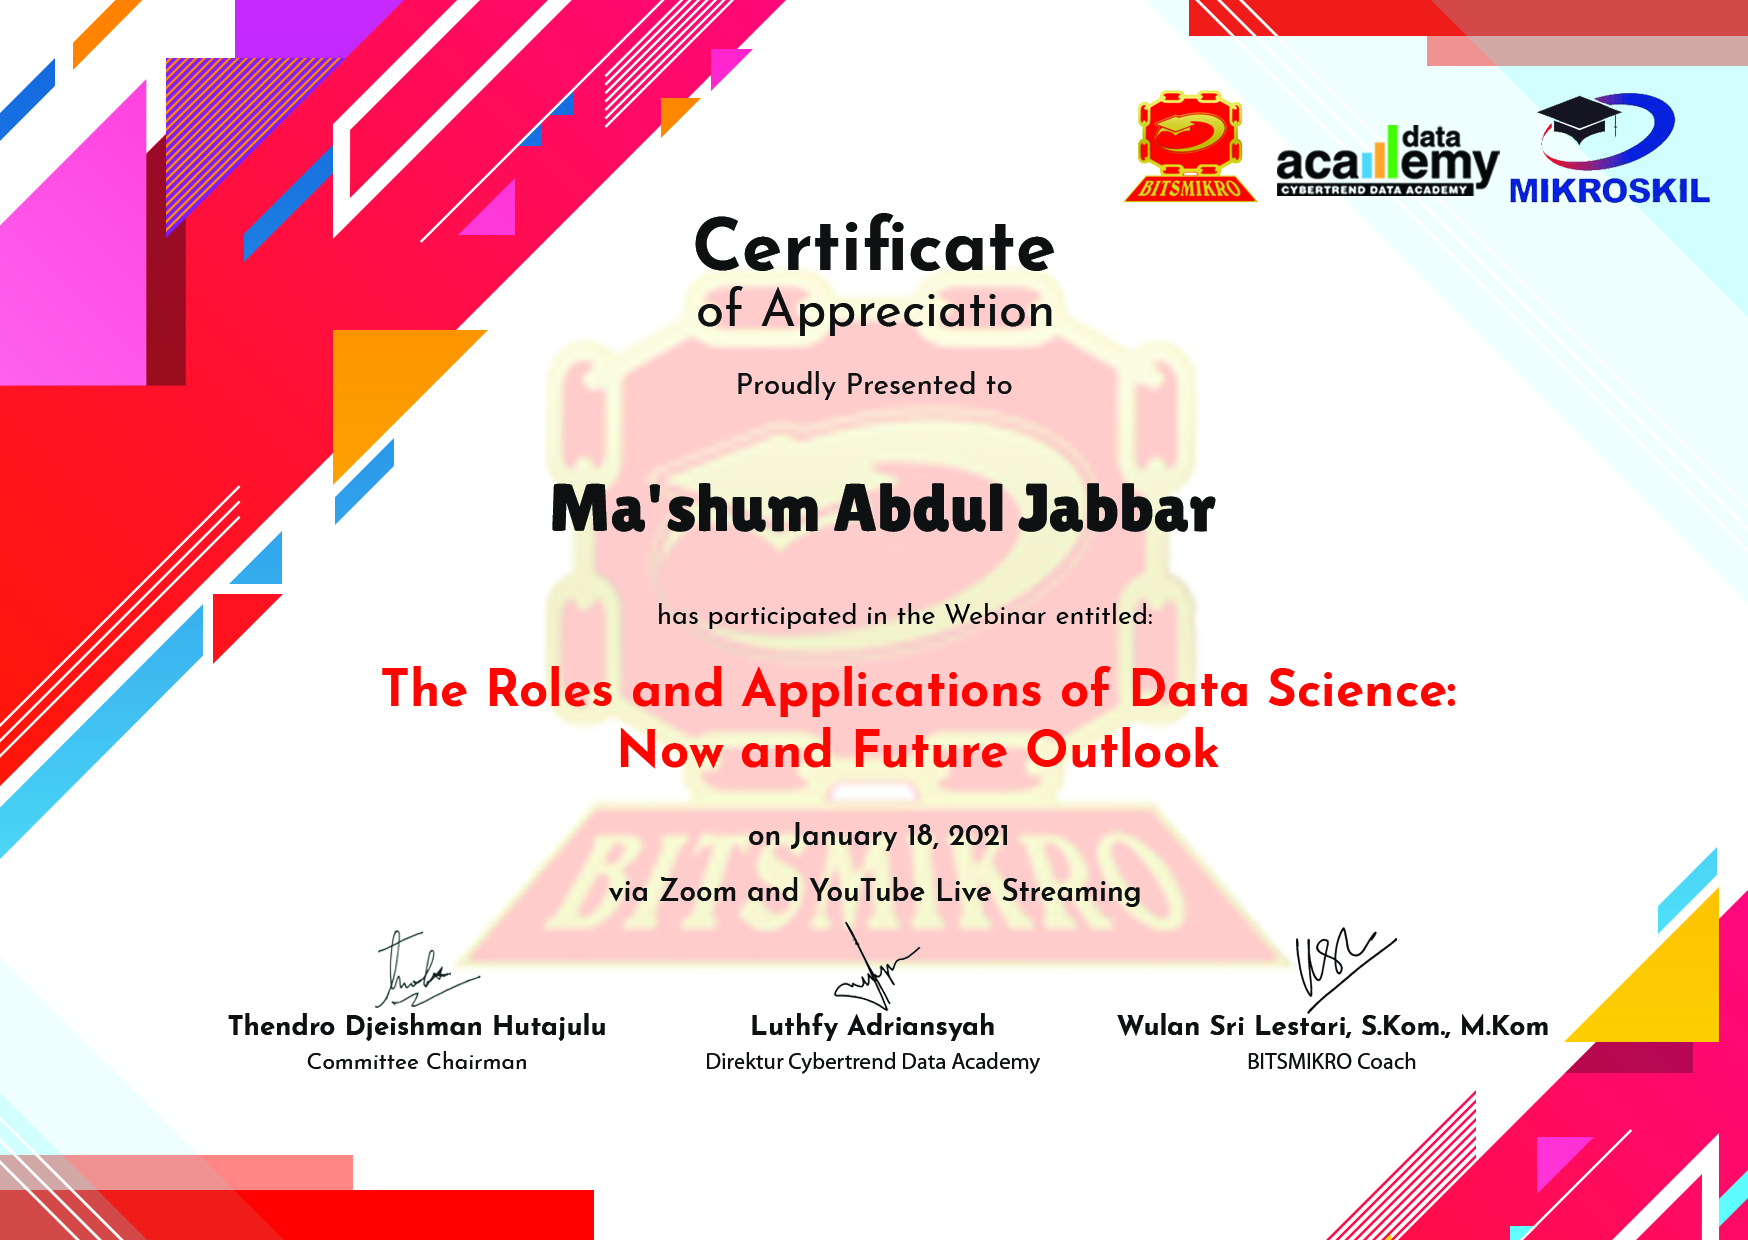 BITSMIKRO
data
academy
CYBERTREND DATA ACADEMY
MIKROSKIL
Certificate
of Appreciation
Proudly Presented to
Ma'shum Abdul Jabbar
has participated in the Webinar entitled:
The Roles and Applications of Data Science:
Now and Future Outlook
on January 18, 2021
via Zoom and YouTube Live Streaming
BITSMIKRO
Thendro Djeishman Hutajulu
Committee Chairman
Luthfy Adriansyah
Direktur Cybertrend Data Academy
Wulan Sri Lestari, S.Kom., M.Kom
BITSMIKRO Coach